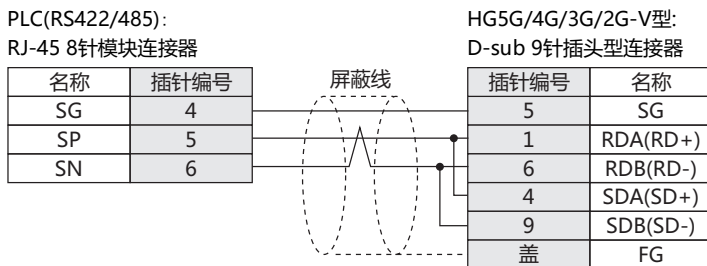 PLC(RS422/485):
RJ-45 8针模块连接器
HG5G/4G/3G/2G-V型:
D-sub 9针插头型连接器
名称 插针编号 屏蔽线 插针编号 名称
SG 4 5 SG
SP 5 1 RDA(RD+)
SN 6 6 RDB(RD-)
4 SDA(SD+)
9 SDB(SD-)
盖 FG